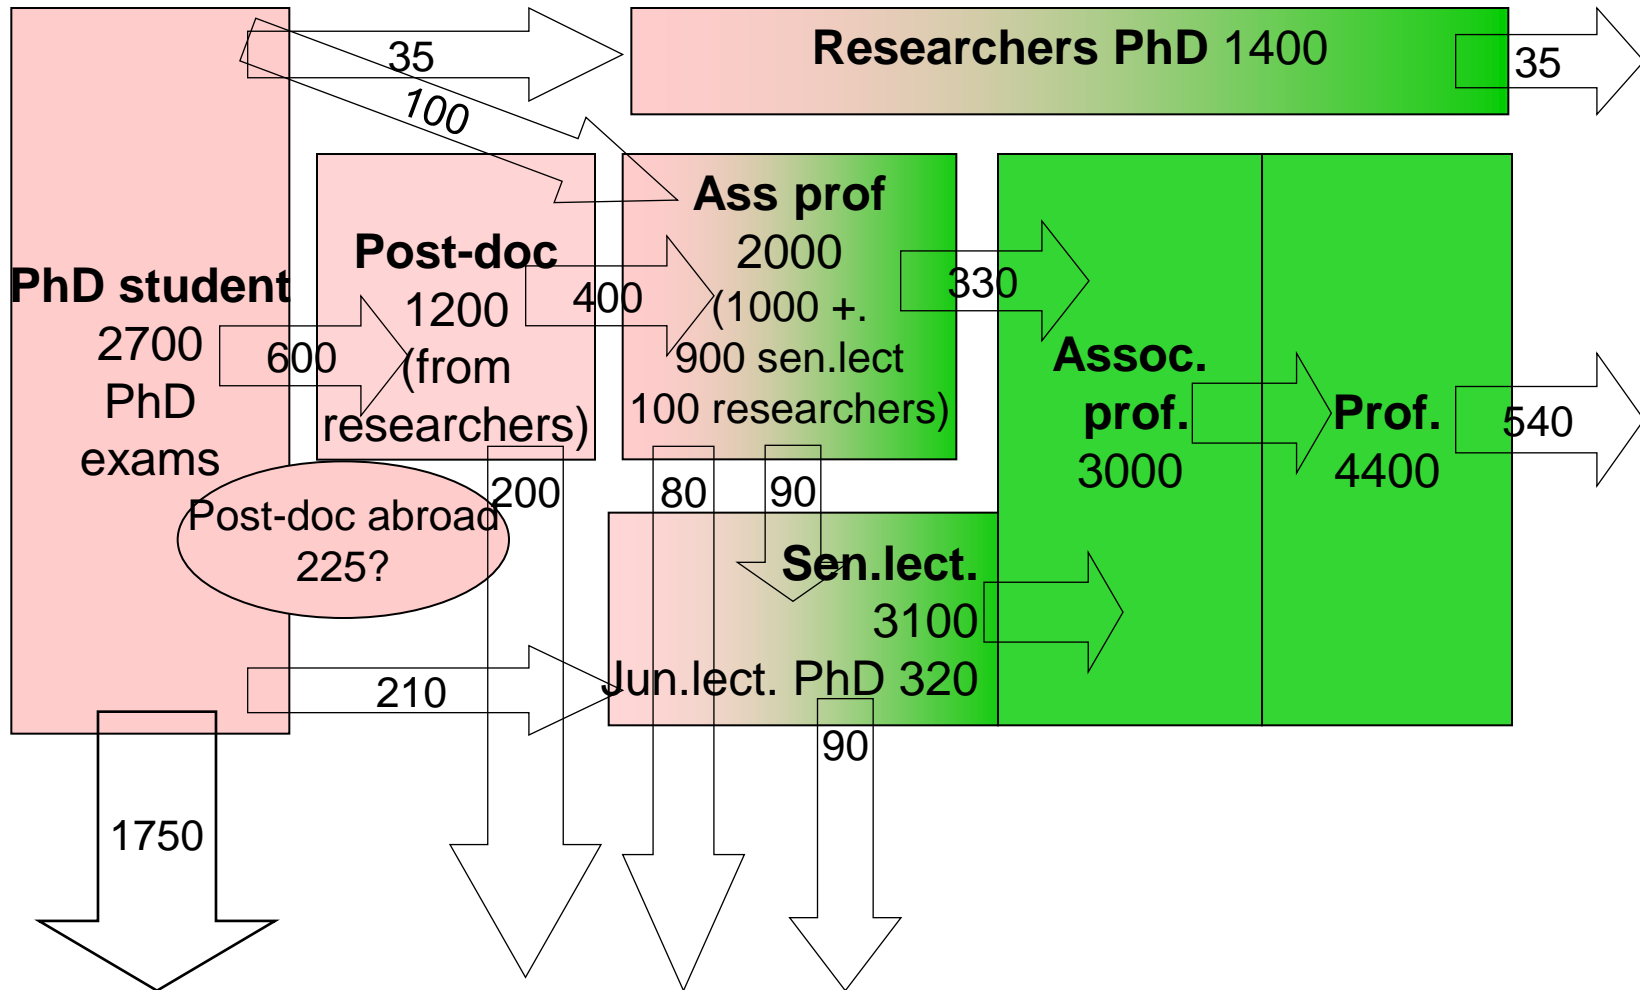 35
Researchers PhD 1400
35
100
PhD student
2700
PhD
exams
600
Post-doc
1200
(from
researchers)
400
Ass prof
2000
(1000 +.
900 sen.lect
100 researchers)
330
Assoc.
prof.
3000
Prof.
4400
540
Post-doc abroad
225?
200
80
90
Sen.lect.
3100
Jun.lect. PhD 320
210
90
1750